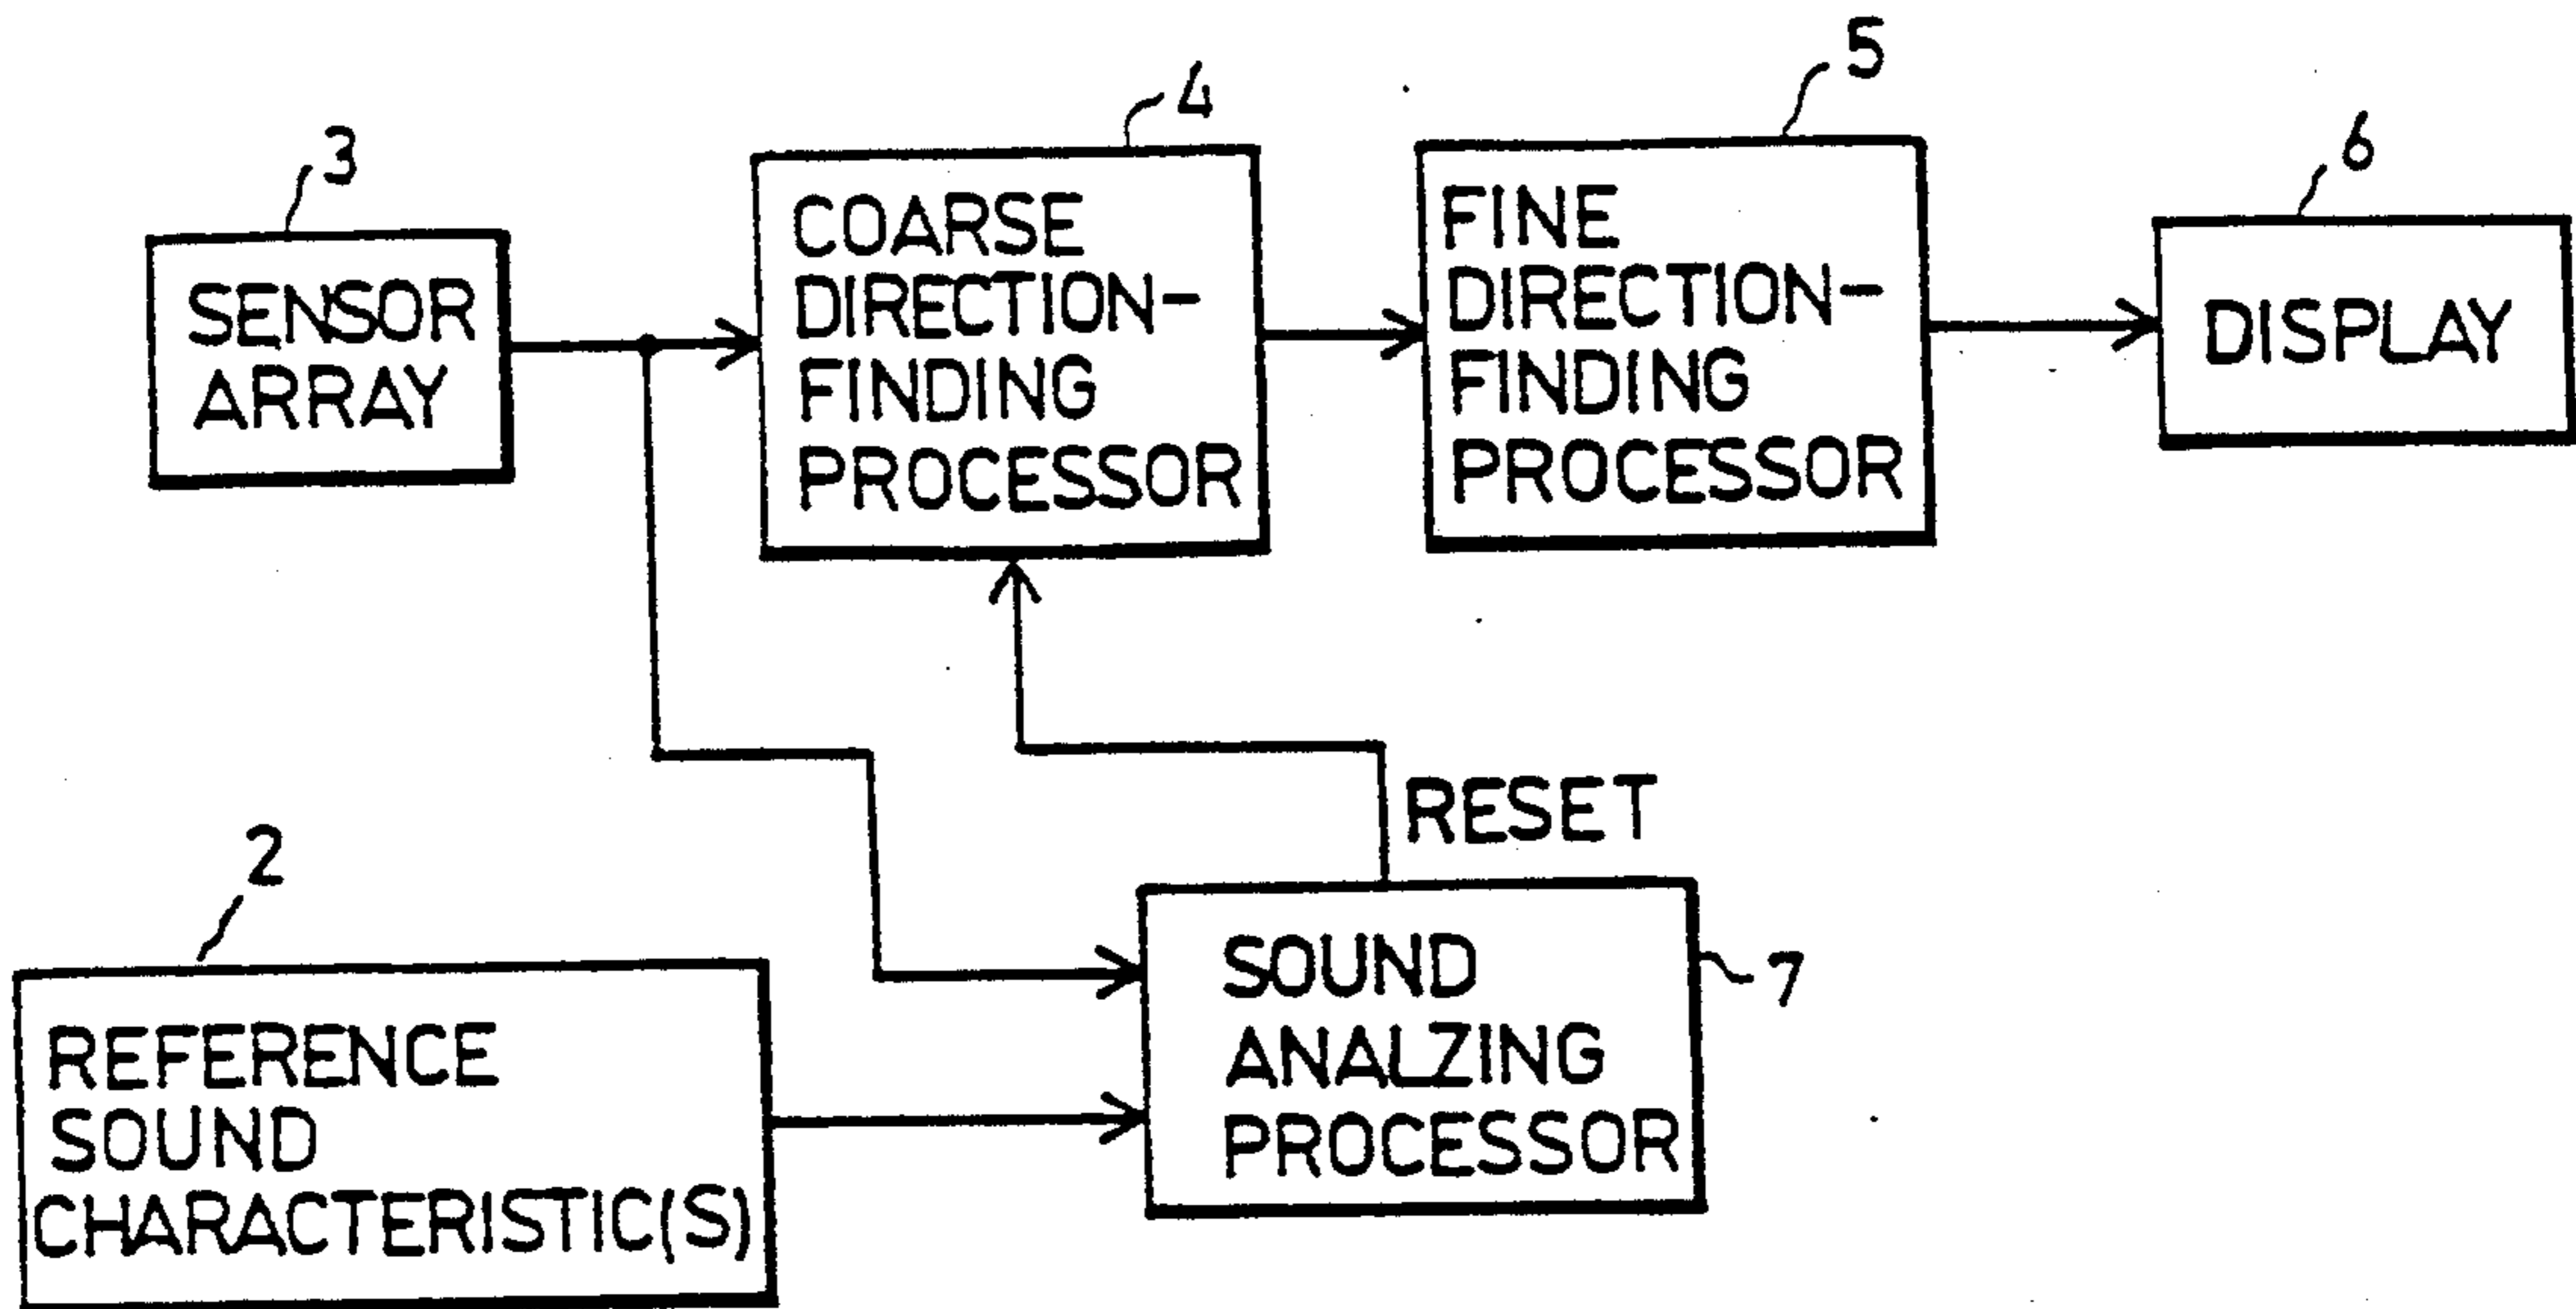 3
SENSOR
ARRAY
4
COARSE
DIRECTION-
FINDING
PROCESSOR
5
FINE
DIRECTION-
FINDING
PROCESSOR
6
DISPLAY
RESET
2
REFERENCE
SOUND
CHARACTERISTIC(S)
SOUND
ANALZING
PROCESSOR
7